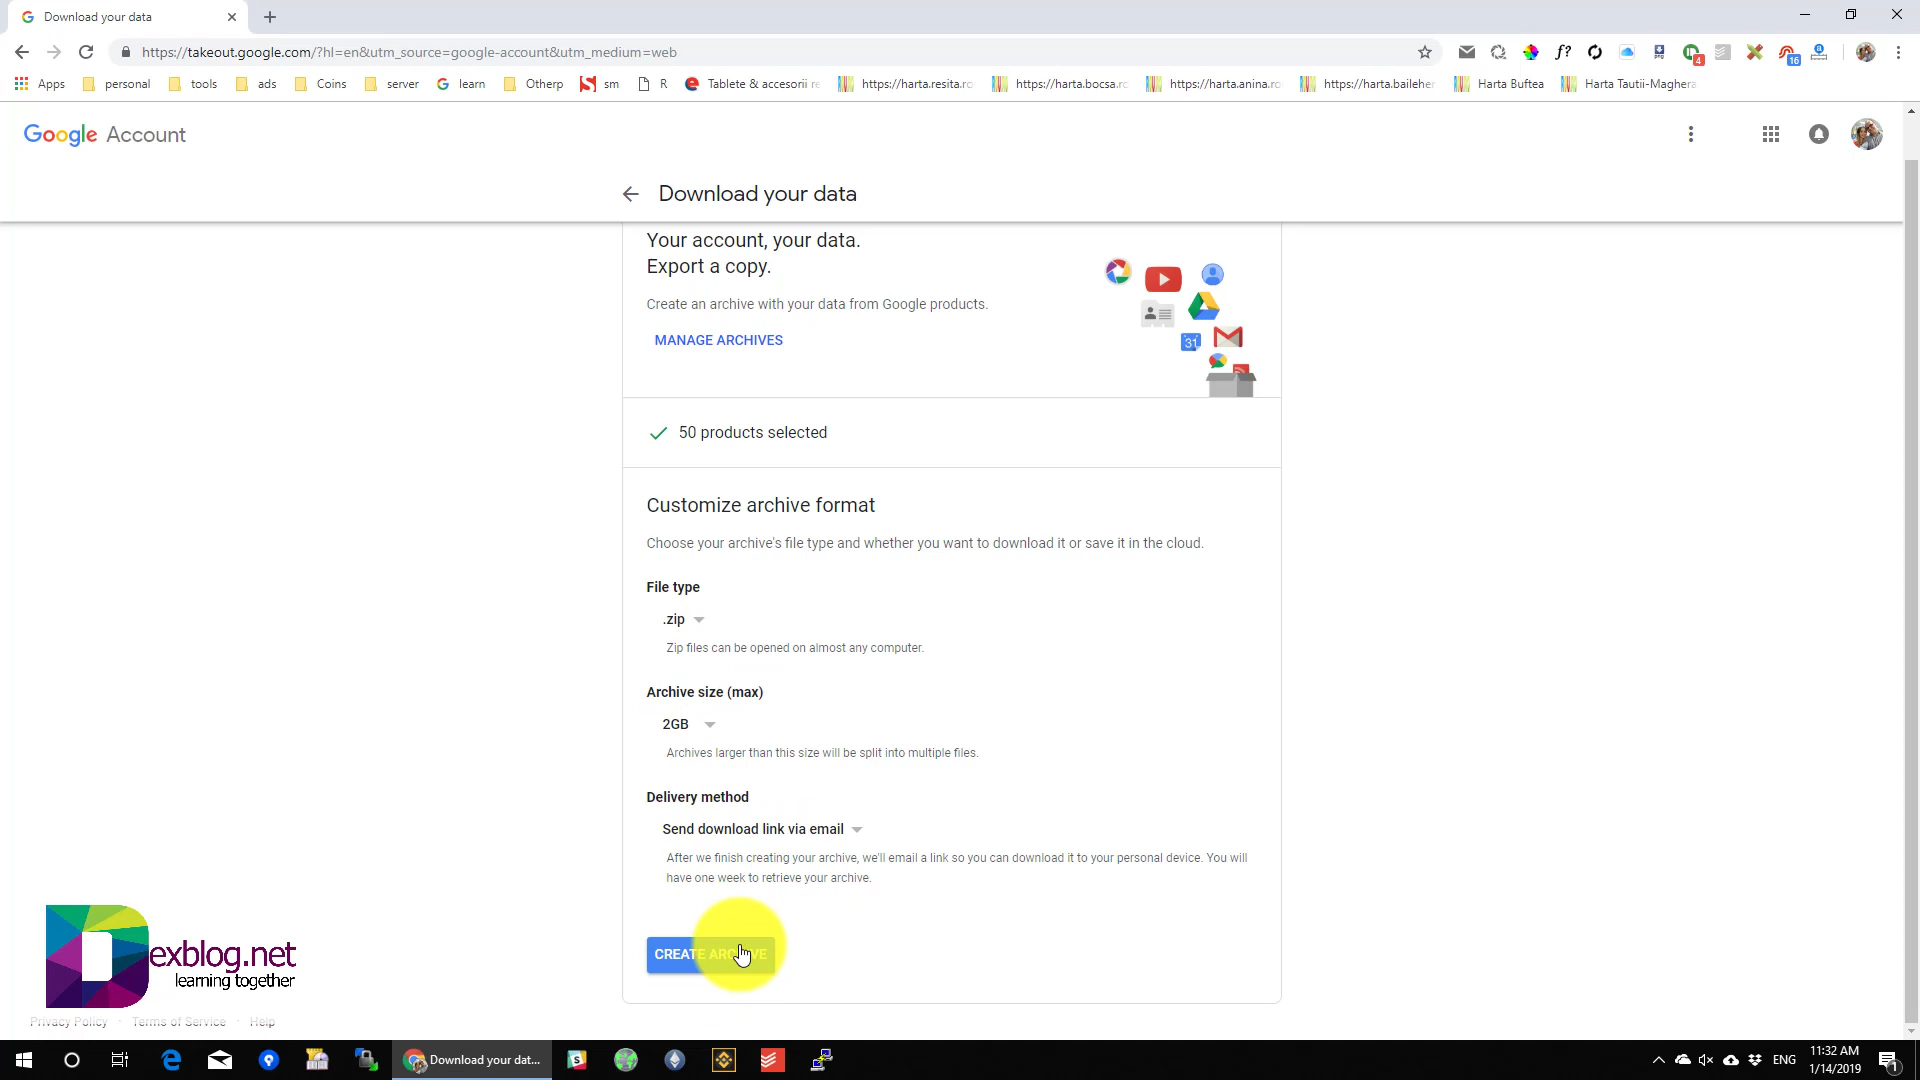 Download your data
https://takeout.google.com/?hl=en&utm_source=google-account&utm_medium=web
4
16
Apps personal tools ads Coins server learn Otherp sm R Tablete & accesorii re https://harta.resita.ro https://harta.bocsa.rc https://harta.anina.ro https://harta.baileher Harta Buftea Harta Tautii-Maghera
Google Account
Download your data
Your account, your data.
Export a copy.
Create an archive with your data from Google products.
MANAGE ARCHIVES
31
50 products selected
Customize archive format
Choose your archive's file type and whether you want to download it or save it in the cloud.
File type
.zip
Zip files can be opened on almost any computer.
Archive size (max)
2GB
Archives larger than this size will be split into multiple files.
Delivery method
Send download link via email
After we finish creating your archive, we'll email a link so you can download it to your personal device. You will
have one week to retrieve your archive.
CREATE ARCHIVE
Dexblog.net
learning together
Privacy Policy · Terms of Service · Help
Download your dat...
ENG
11:32 AM
1/14/2019
1